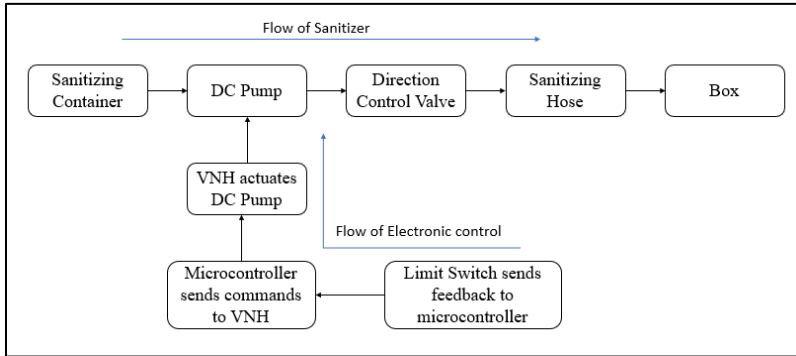 Flow of Sanitizer
Sanitizing
Container
DC Pump
Direction
Control Valve
Sanitizing
Hose
Box
VNH actuates
DC Pump
Flow of Electronic control
Microcontroller
sends commands
to VNH
Limit Switch sends
feedback to
microcontroller